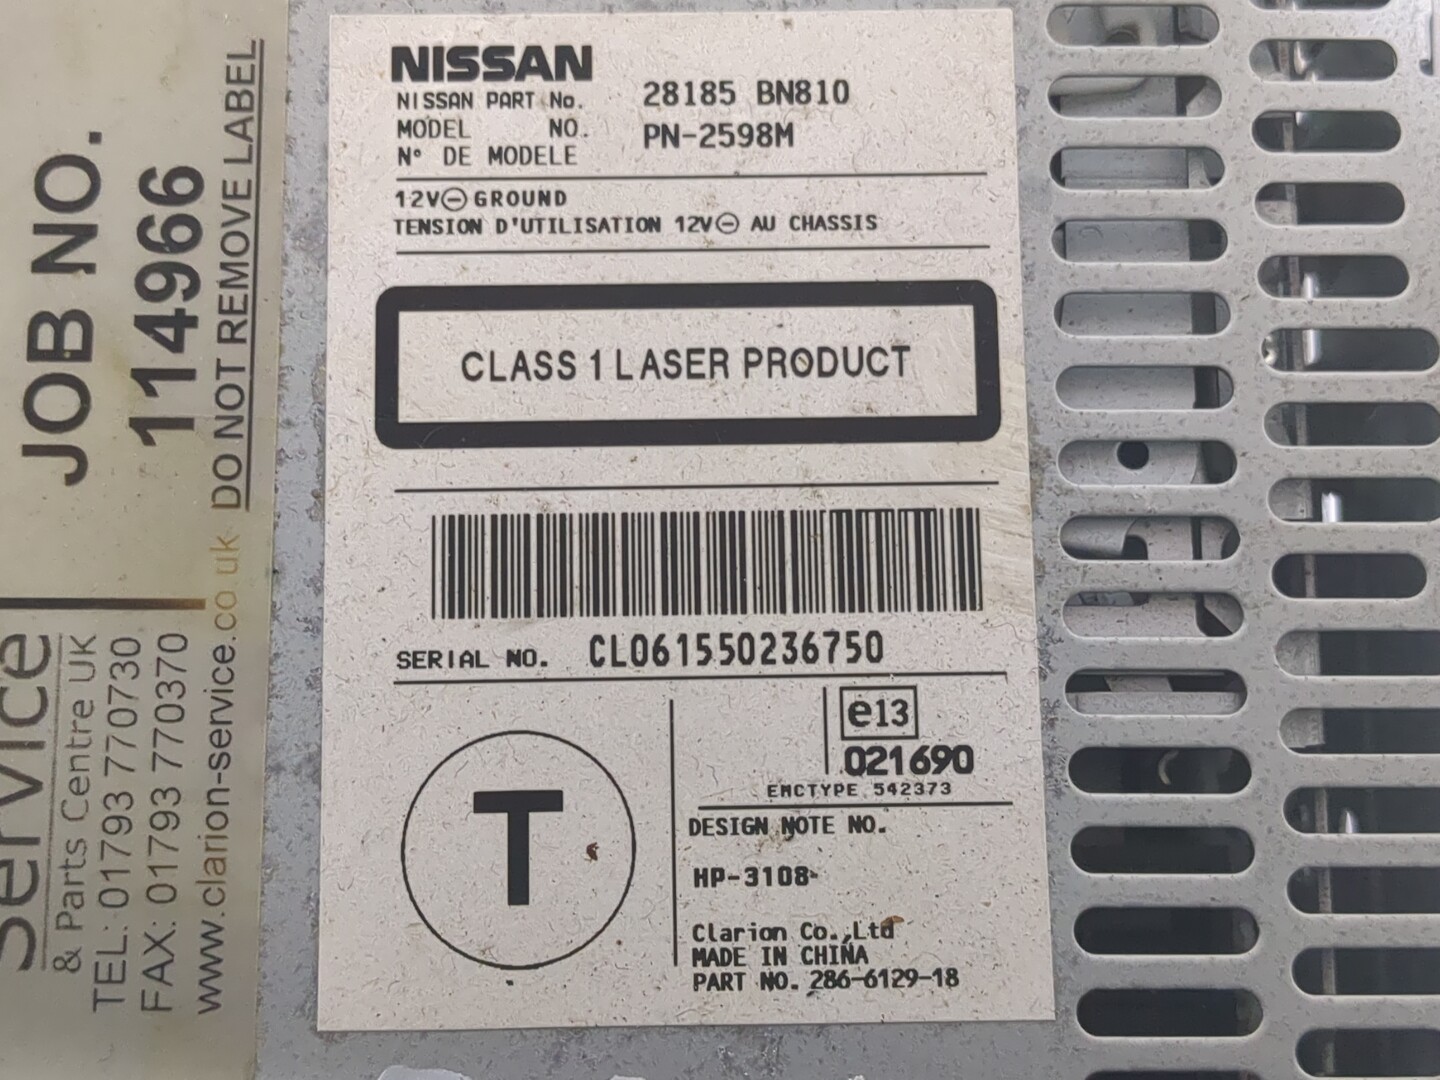 NISSAN
NISSAN PART No. 28185 BN810
MODEL NO. PN-2598M
N° DE MODELE
12V⊖GROUND
TENSION D'UTILISATION 12V⊖ AU CHASSIS
CLASS 1 LASER PRODUCT
SERIAL NO. CL061550236750
T
e13
021690
EMCTYPE 542373
DESIGN NOTE NO.
HP-3108
Clarion Co.,Ltd
MADE IN CHINA
PART NO. 286-6129-18
JOB NO.
114966
DO NOT REMOVE LABEL
Service
& Parts Centre UK
TEL: 01793 770730
FAX: 01793 770370
www.clarion-service.co.uk